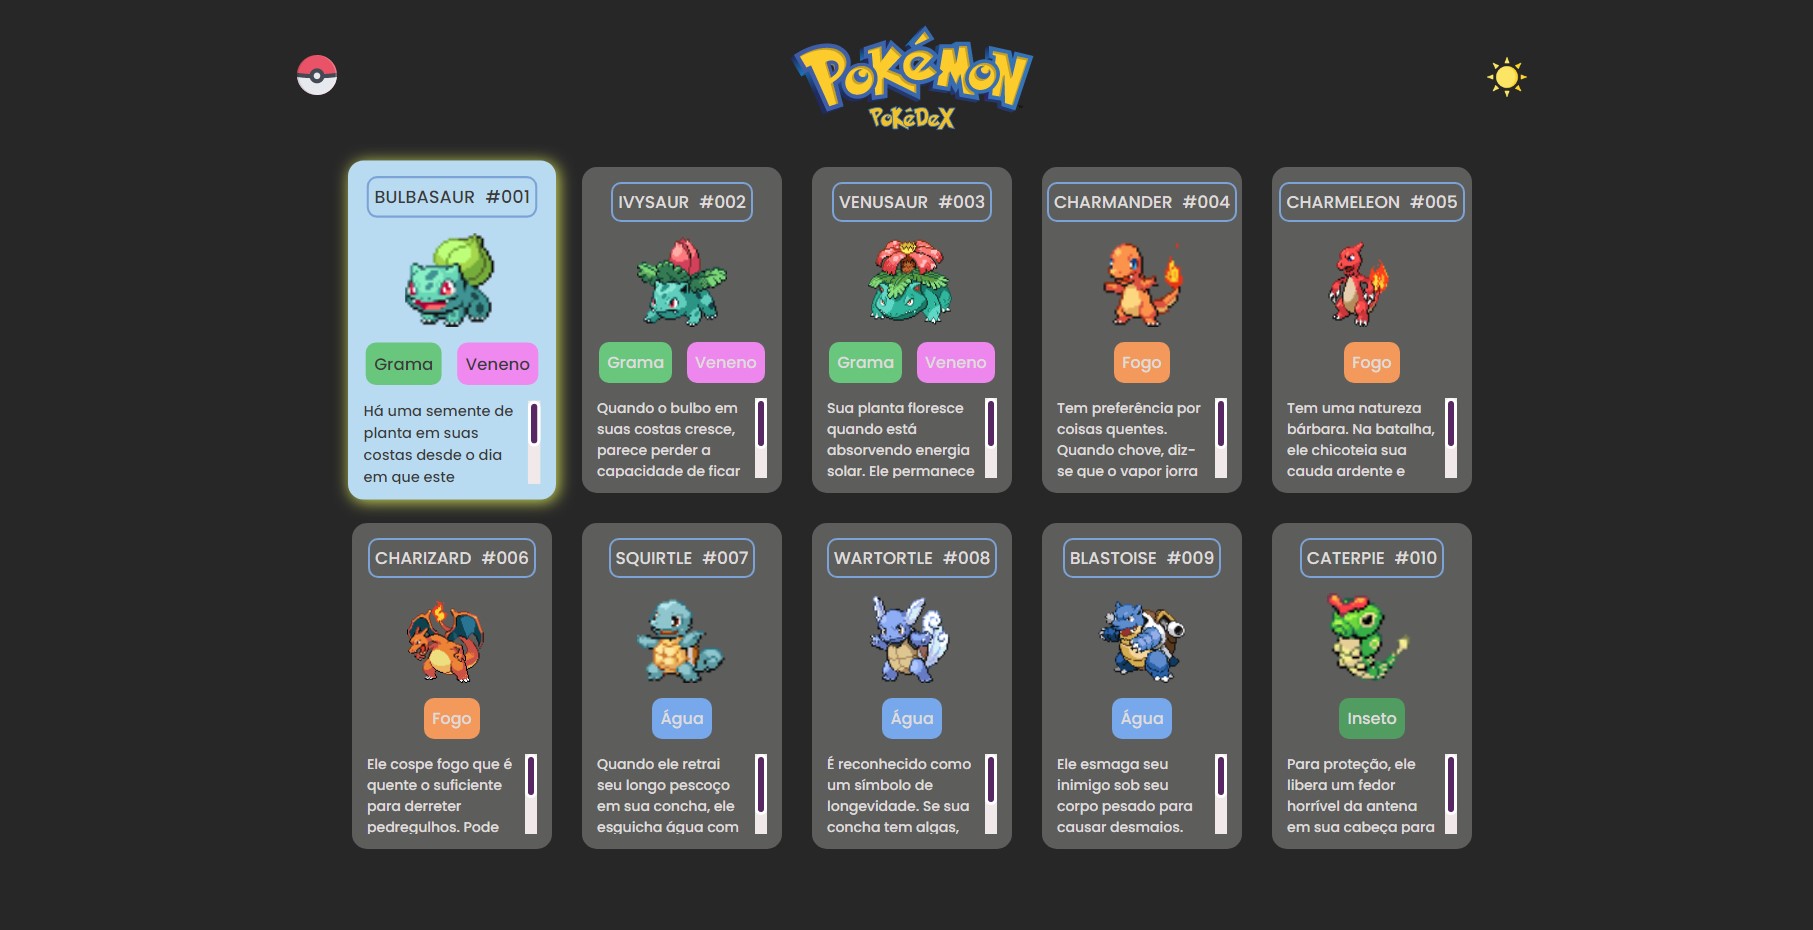 POKéMON
PoKéDeX
BULBASAUR #001
Grama Veneno
Há uma semente de
planta em suas
costas desde o dia
em que este
IVYSAUR #002
Grama Veneno
Quando o bulbo em
suas costas cresce,
parece perder a
capacidade de ficar
VENUSAUR #003
Grama Veneno
Sua planta floresce
quando está
absorvendo energia
solar. Ele permanece
CHARMANDER #004
Fogo
Tem preferência por
coisas quentes.
Quando chove, diz-
se que o vapor jorra
CHARMELEON #005
Fogo
Tem uma natureza
bárbara. Na batalha,
ele chicoteia sua
cauda ardente e
CHARIZARD #006
Fogo
Ele cospe fogo que é
quente o suficiente
para derreter
pedregulhos. Pode
SQUIRTLE #007
Água
Quando ele retrai
seu longo pescoço
em sua concha, ele
esguicha água com
WARTORTLE #008
Água
É reconhecido como
um símbolo de
longevidade. Se sua
concha tem algas,
BLASTOISE #009
Água
Ele esmaga seu
inimigo sob seu
corpo pesado para
causar desmaios.
CATERPIE #010
Inseto
Para proteção, ele
libera um fedor
horrível da antena
em sua cabeça para